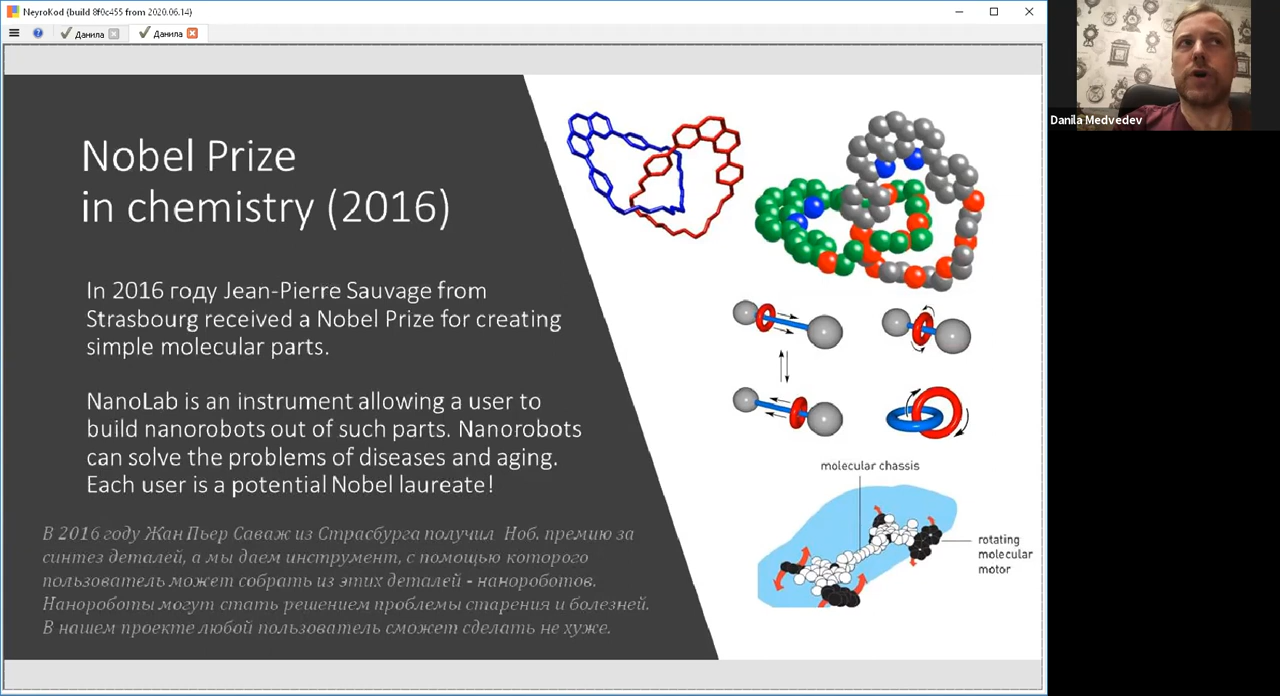 NeyroKod (build 8f0c455 from 2020.06.14)
Данила
Данила
Danila Medvedev
Nobel Prize
in chemistry (2016)
In 2016 году Jean-Pierre Sauvage from
Strasbourg received a Nobel Prize for creating
simple molecular parts.
NanoLab is an instrument allowing a user to
build nanorobots out of such parts. Nanorobots
can solve the problems of diseases and aging.
Each user is a potential Nobel laureate!
В 2016 году Жан Пьер Саваж из Страсбурга получил Ноб. премию за
синтез деталей, а мы даем инструмент, с помощью которого
пользователь может собрать из этих деталей - нанороботов.
Нанороботы могут стать решением проблемы старения и болезней.
В нашем проекте любой пользователь сможет сделать не хуже.
molecular chassis
rotating
molecular
motor